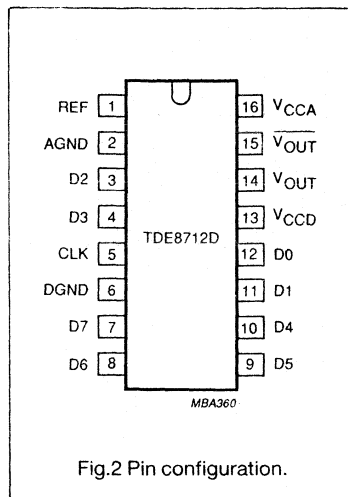 REF 1 16 VCCA
AGND 2 15 V̅O̅U̅T̅
D2 3 14 VOUT
D3 4 13 VCCD
TDE8712D
CLK 5 12 D0
DGND 6 11 D1
D7 7 10 D4
D6 8 9 D5
MBA360
Fig.2 Pin configuration.